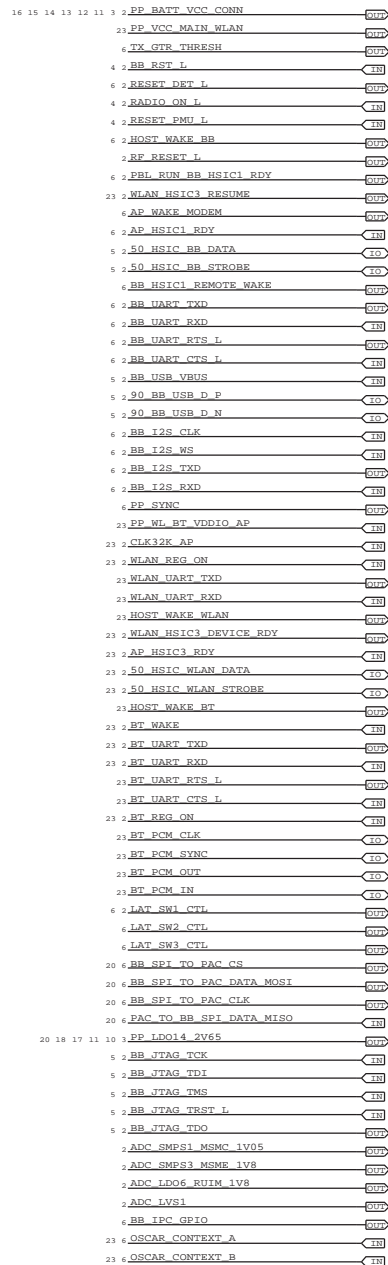 16 15 14 13 12 11 3 2 PP_BATT_VCC_CONN OUT
23 PP_VCC_MAIN_WLAN OUT
6 TX_GTR_THRESH OUT
4 2 BB_RST_L IN
6 2 RESET_DET_L OUT
4 2 RADIO_ON_L IN
4 2 RESET_PMU_L IN
6 2 HOST_WAKE_BB OUT
2 RF_RESET_L OUT
6 2 PBL_RUN_BB_HSIC1_RDY OUT
23 2 WLAN_HSIC3_RESUME OUT
6 AP_WAKE_MODEM OUT
6 2 AP_HSIC1_RDY IN
5 2 50_HSIC_BB_DATA IO
5 2 50_HSIC_BB_STROBE IO
6 BB_HSIC1_REMOTE_WAKE OUT
6 2 BB_UART_TXD OUT
6 2 BB_UART_RXD IN
6 2 BB_UART_RTS_L OUT
6 2 BB_UART_CTS_L IN
5 2 BB_USB_VBUS IN
5 2 90_BB_USB_D_P IO
5 2 90_BB_USB_D_N IO
6 2 BB_I2S_CLK IN
6 2 BB_I2S_WS IN
6 2 BB_I2S_TXD OUT
6 2 BB_I2S_RXD IN
6 PP_SYNC OUT
23 PP_WL_BT_VDDIO_AP IN
23 2 CLK32K_AP IN
23 2 WLAN_REG_ON IN
23 WLAN_UART_TXD OUT
23 WLAN_UART_RXD IN
23 HOST_WAKE_WLAN OUT
23 2 WLAN_HSIC3_DEVICE_RDY OUT
23 2 AP_HSIC3_RDY IN
23 2 50_HSIC_WLAN_DATA IO
23 2 50_HSIC_WLAN_STROBE IO
23 HOST_WAKE_BT OUT
23 2 BT_WAKE IN
23 2 BT_UART_TXD OUT
23 2 BT_UART_RXD IN
23 BT_UART_RTS_L OUT
23 BT_UART_CTS_L IN
23 2 BT_REG_ON IN
23 BT_PCM_CLK IO
23 BT_PCM_SYNC IO
23 BT_PCM_OUT IO
23 BT_PCM_IN IO
6 2 LAT_SW1_CTL OUT
6 LAT_SW2_CTL OUT
6 LAT_SW3_CTL OUT
20 6 BB_SPI_TO_PAC_CS OUT
20 6 BB_SPI_TO_PAC_DATA_MOSI OUT
20 6 BB_SPI_TO_PAC_CLK OUT
20 6 PAC_TO_BB_SPI_DATA_MISO IN
20 18 17 11 10 3 PP_LDO14_2V65 OUT
5 2 BB_JTAG_TCK IN
5 2 BB_JTAG_TDI IN
5 2 BB_JTAG_TMS IN
5 2 BB_JTAG_TRST_L IN
5 2 BB_JTAG_TDO OUT
2 ADC_SMPS1_MSMC_1V05 OUT
2 ADC_SMPS3_MSME_1V8 OUT
2 ADC_LDO6_RUIM_1V8 OUT
2 ADC_LVS1 OUT
6 BB_IPC_GPIO OUT
23 6 OSCAR_CONTEXT_A IN
23 6 OSCAR_CONTEXT_B IN